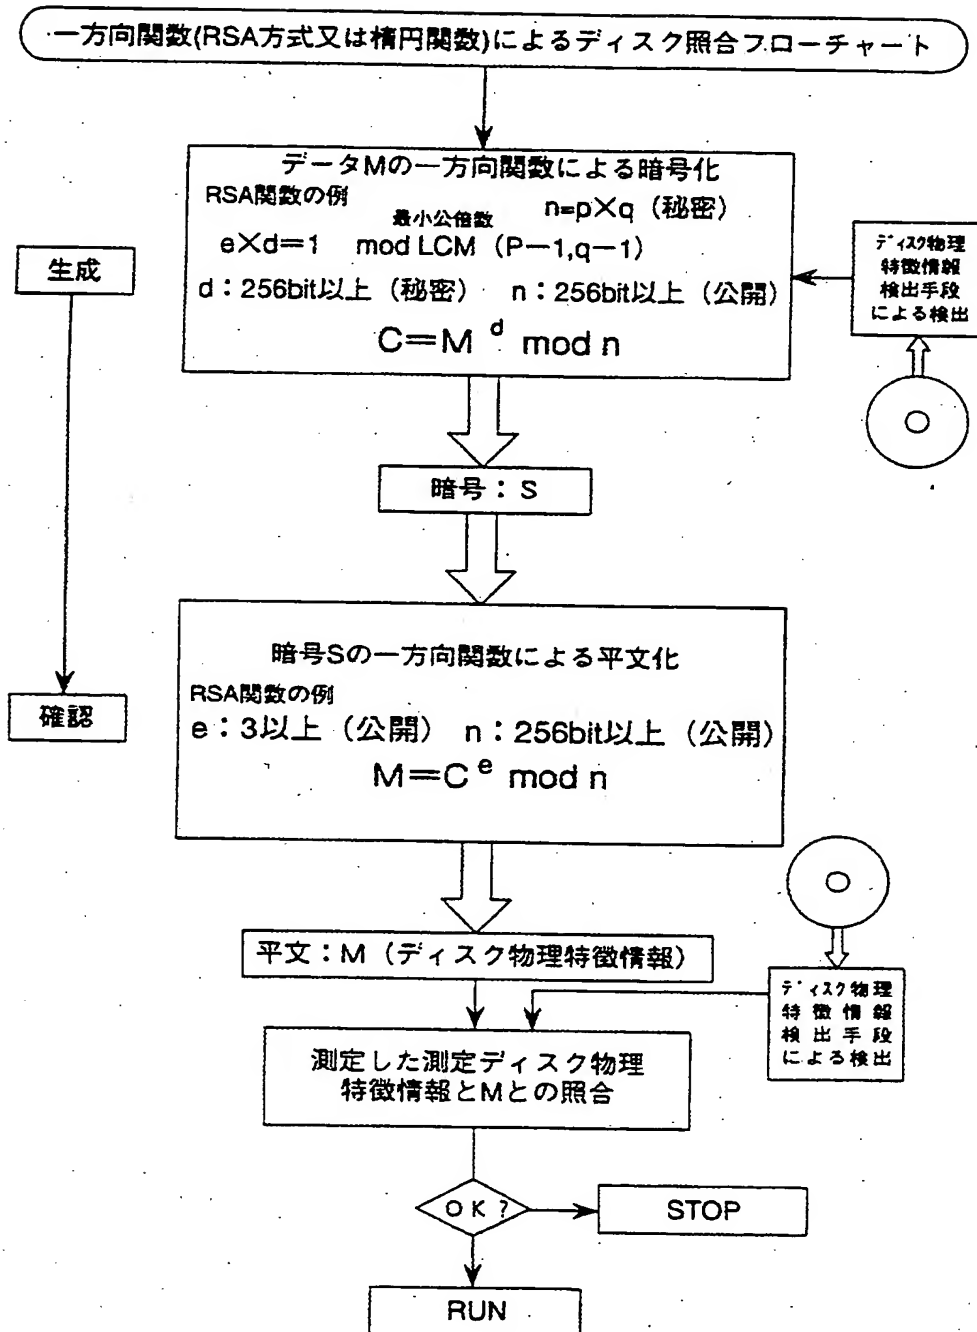 一方向関数(RSA方式又は楕円関数)によるディスク照合フローチャート
データMの一方向関数による暗号化
RSA関数の例
n=p×q（秘密）
最小公倍数
e×d=1 mod LCM（P−1,q−1）
d：256bit以上（秘密） n：256bit以上（公開）
C=M d mod n
生成
ディスク物理
特徴情報
検出手段
による検出
暗号：S
暗号Sの一方向関数による平文化
RSA関数の例
e：3以上（公開） n：256bit以上（公開）
M=C e mod n
確認
平文：M（ディスク物理特徴情報）
ディスク物理
特徴情報
検出手段
による検出
測定した測定ディスク物理
特徴情報とMとの照合
OK?
STOP
RUN